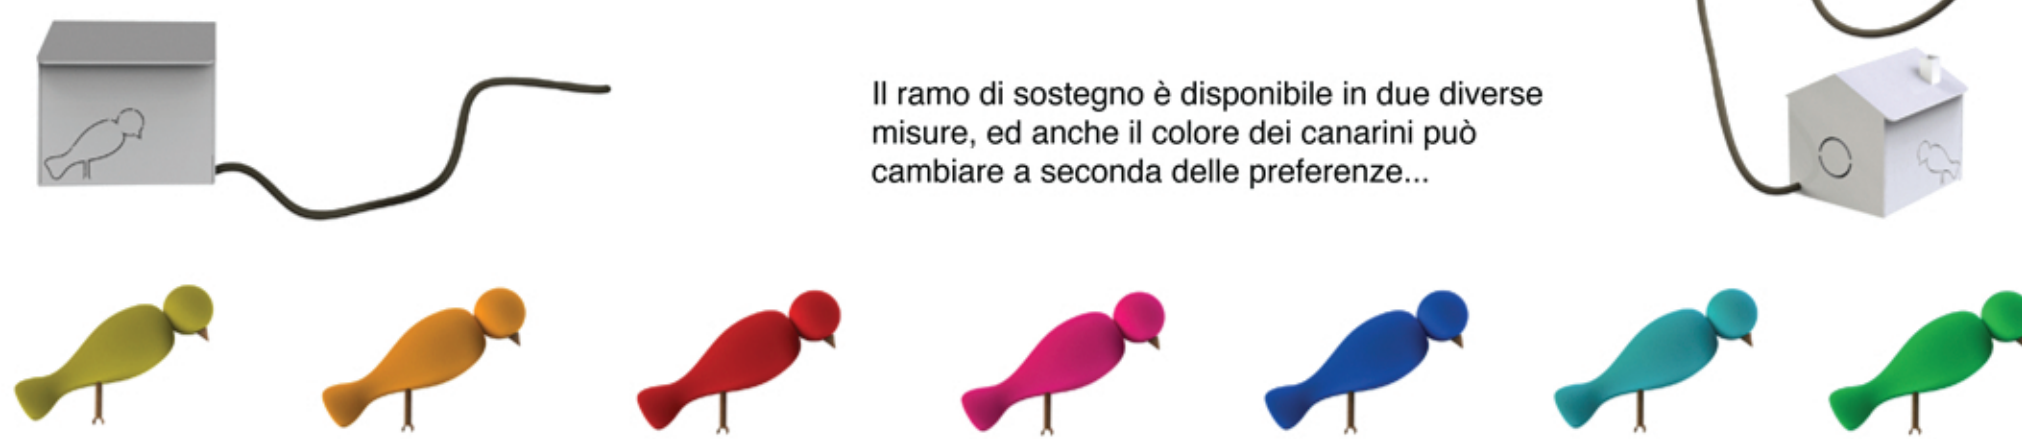 Il ramo di sostegno è disponibile in due diverse
misure, ed anche il colore dei canarini può
cambiare a seconda delle preferenze...